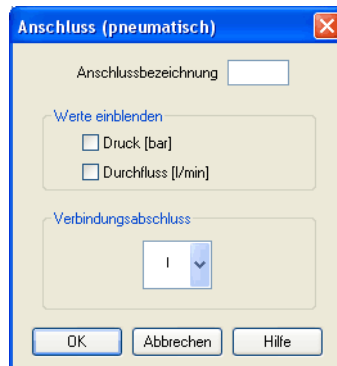 Anschluss (pneumatisch)
Anschlussbezeichnung
Werte einblenden
Druck [bar]
Durchfluss [l/min]
Verbindungsabschluss
OK Abbrechen Hilfe